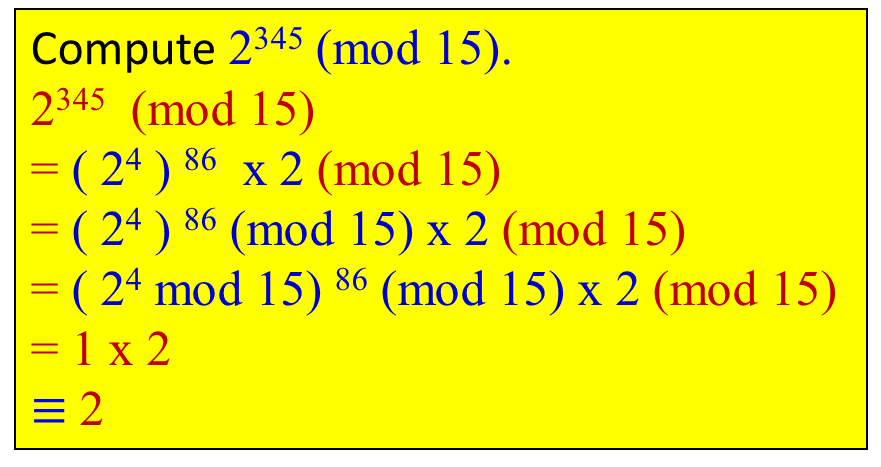 Compute 2³⁴⁵ (mod 15).
2³⁴⁵ (mod 15)
= ( 2⁴ ) ⁸⁶ x 2 (mod 15)
= ( 2⁴ ) ⁸⁶ (mod 15) x 2 (mod 15)
= ( 2⁴ mod 15) ⁸⁶ (mod 15) x 2 (mod 15)
= 1 x 2
≡ 2